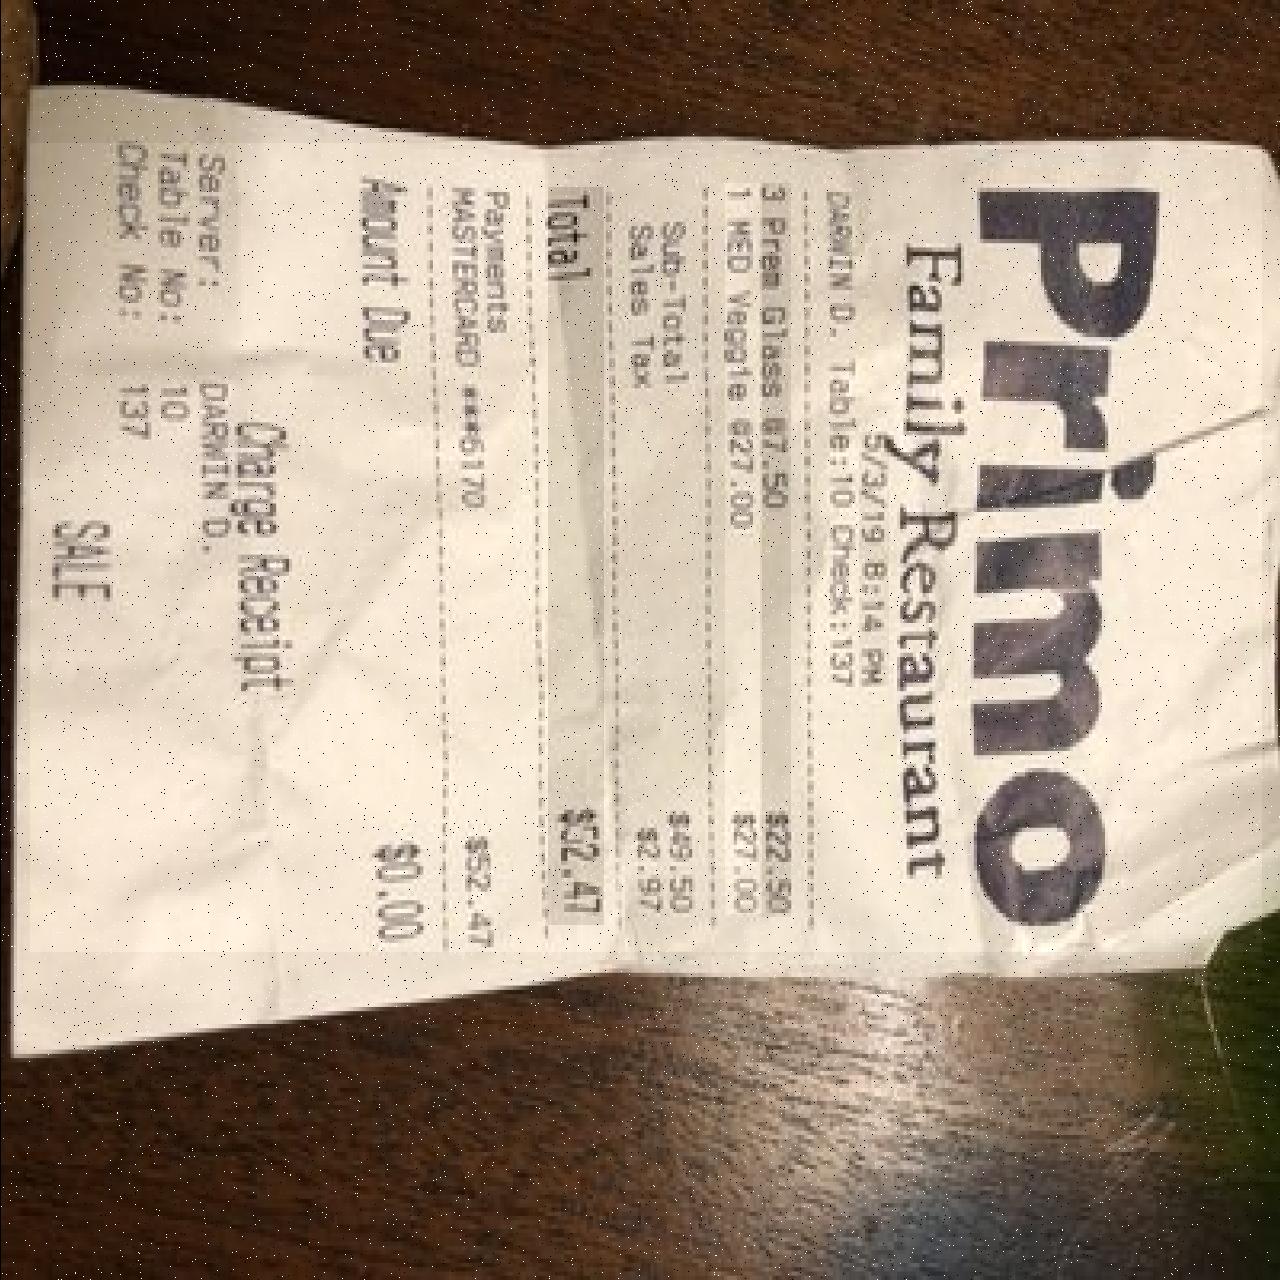 Primo
Family Restaurant
5/3/19 8:14 PM
DARWIN D. Table:10 Check:137
3 Prem Glass @7.50 $22.50
1 MED Veggie @27.00 $27.00
Sub-Total $49.50
Sales Tax $2.97
Total $52.47
Payments
MASTERCARD ***5170 $52.47
Amount Due $0.00
Charge Receipt
Server: DARWIN D.
Table No: 10
Check No: 137
SALE